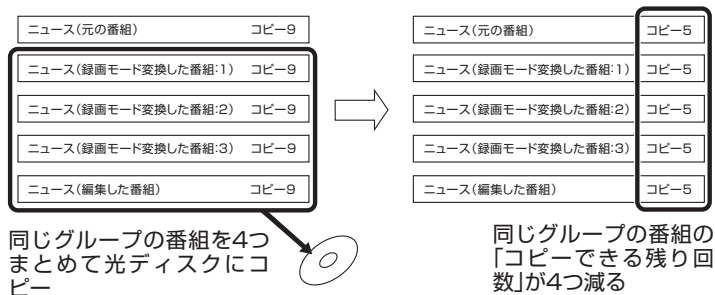 ニュース(元の番組) コピー9
ニュース(録画モード変換した番組:1) コピー9
ニュース(録画モード変換した番組:2) コピー9
ニュース(録画モード変換した番組:3) コピー9
ニュース(編集した番組) コピー9
同じグループの番組を4つ
まとめて光ディスクにコ
ピー
ニュース(元の番組) コピー5
ニュース(録画モード変換した番組:1) コピー5
ニュース(録画モード変換した番組:2) コピー5
ニュース(録画モード変換した番組:3) コピー5
ニュース(編集した番組) コピー5
同じグループの番組の
「コピーできる残り回
数」が4つ減る